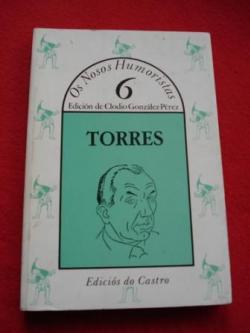 Os Nosos Humoristas
6
Edición de Clodio González Pérez
TORRES
Ediciós do Castro